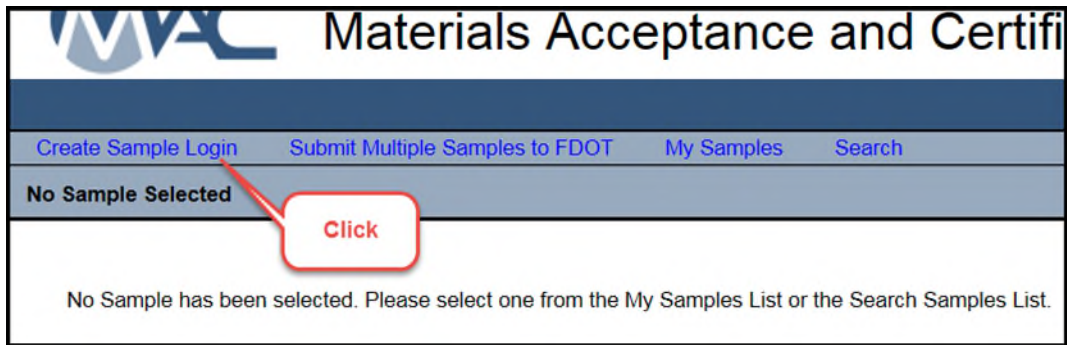 MAC Materials Acceptance and Certifi
Create Sample Login Submit Multiple Samples to FDOT My Samples Search
No Sample Selected
Click
No Sample has been selected. Please select one from the My Samples List or the Search Samples List.